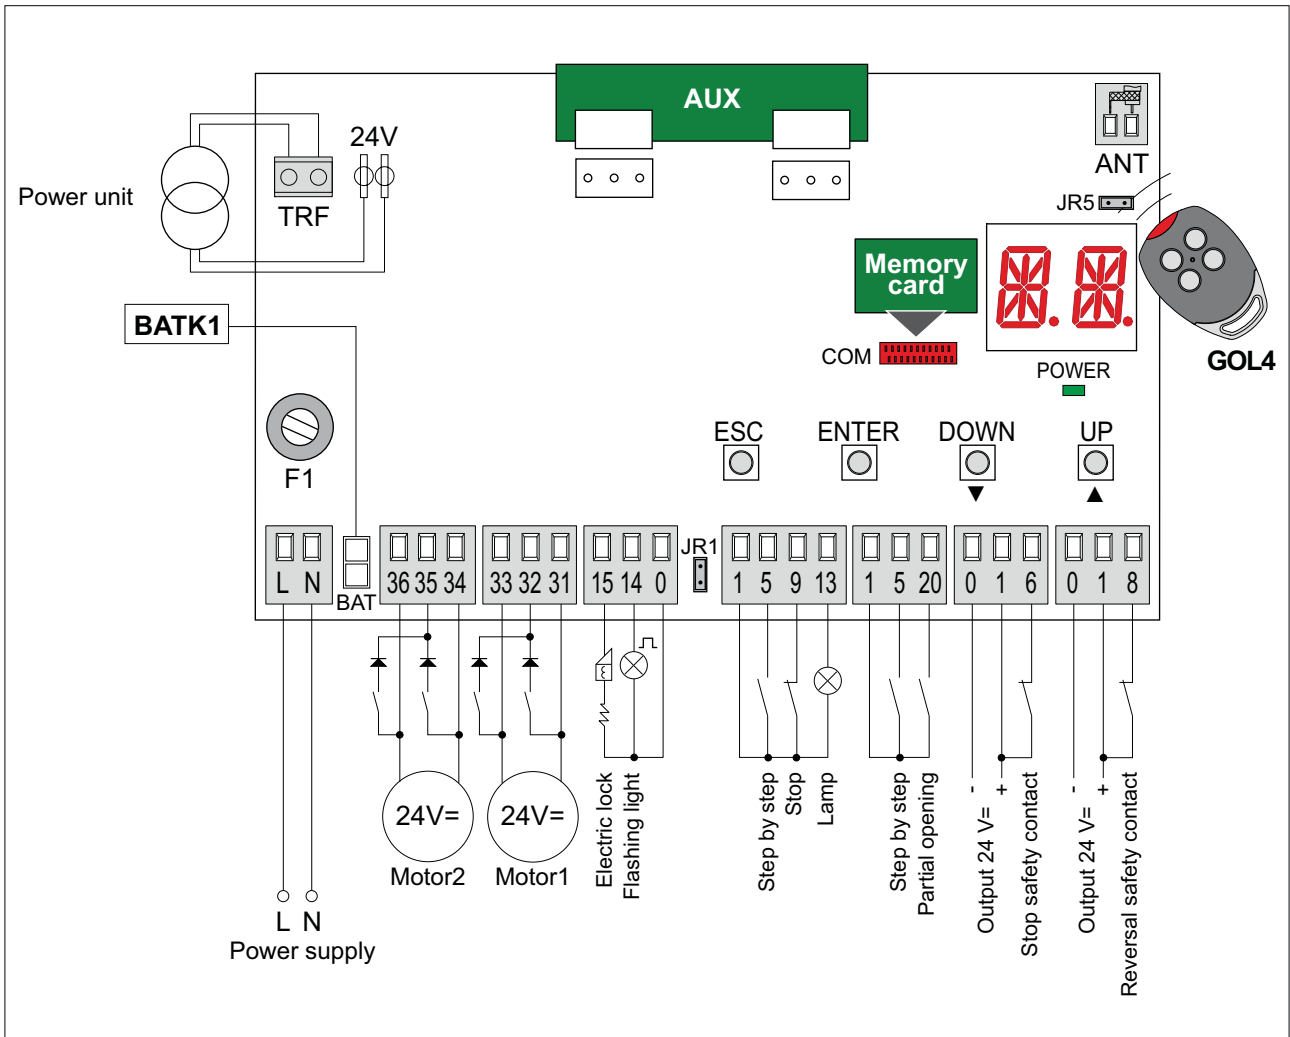 AUX
24V
ANT
Power unit
TRF
JR5
Memory
card
BATK1
COM
GOL4
POWER
ESC ENTER DOWN UP
F1
JR1
L N
BAT
36 35 34
33 32 31
15 14 0
1 5 9 13
1 5 20
0 1 6
0 1 8
24V=
Motor2
24V=
Motor1
Electric lock
Flashing light
Step by step
Stop
Lamp
Step by step
Partial opening
- +
Output 24 V=
Stop safety contact
- +
Output 24 V=
Reversal safety contact
L N
Power supply